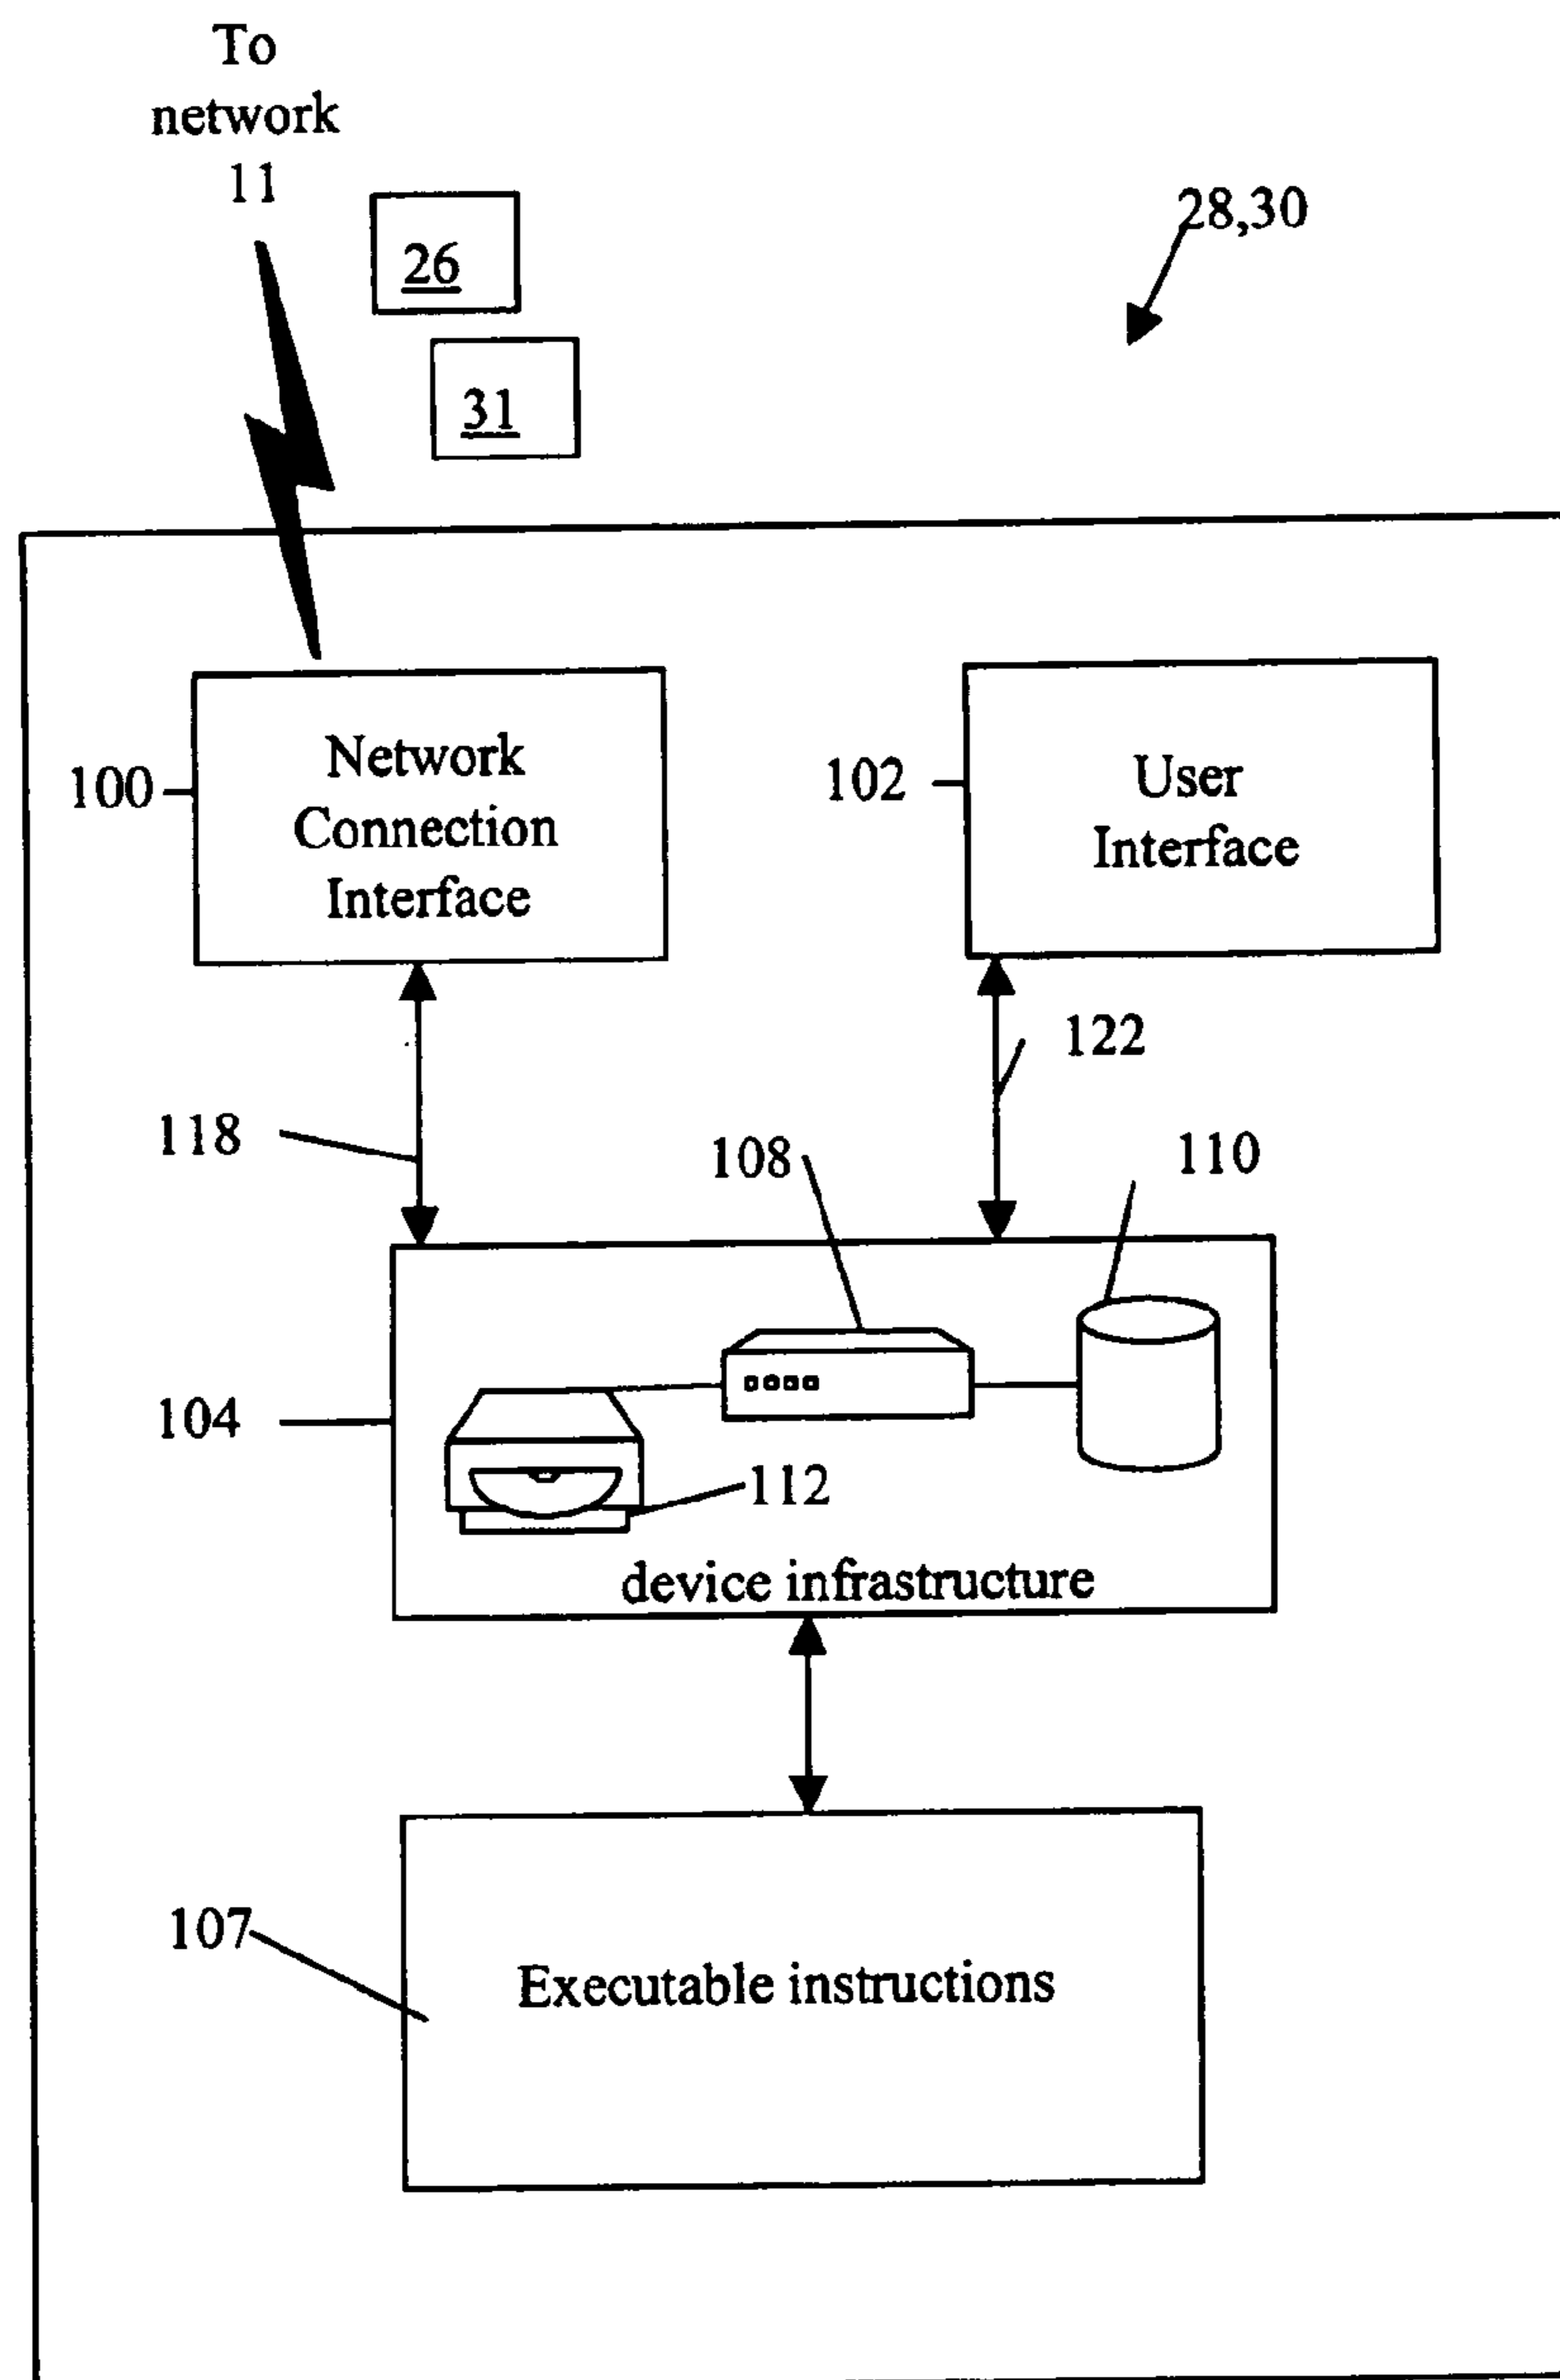 To
network
11
26
28,30
31
Network
Connection
Interface
100
User
Interface
102
122
118
108
110
104
112
device infrastructure
107
Executable instructions